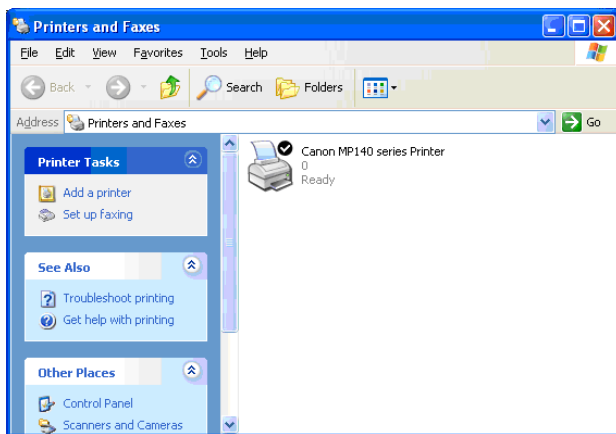 Printers and Faxes
File Edit View Favorites Tools Help
Back Search Folders
Address Printers and Faxes Go
Printer Tasks
Add a printer
Set up faxing
See Also
Troubleshoot printing
Get help with printing
Other Places
Control Panel
Scanners and Cameras
Canon MP140 series Printer
0
Ready